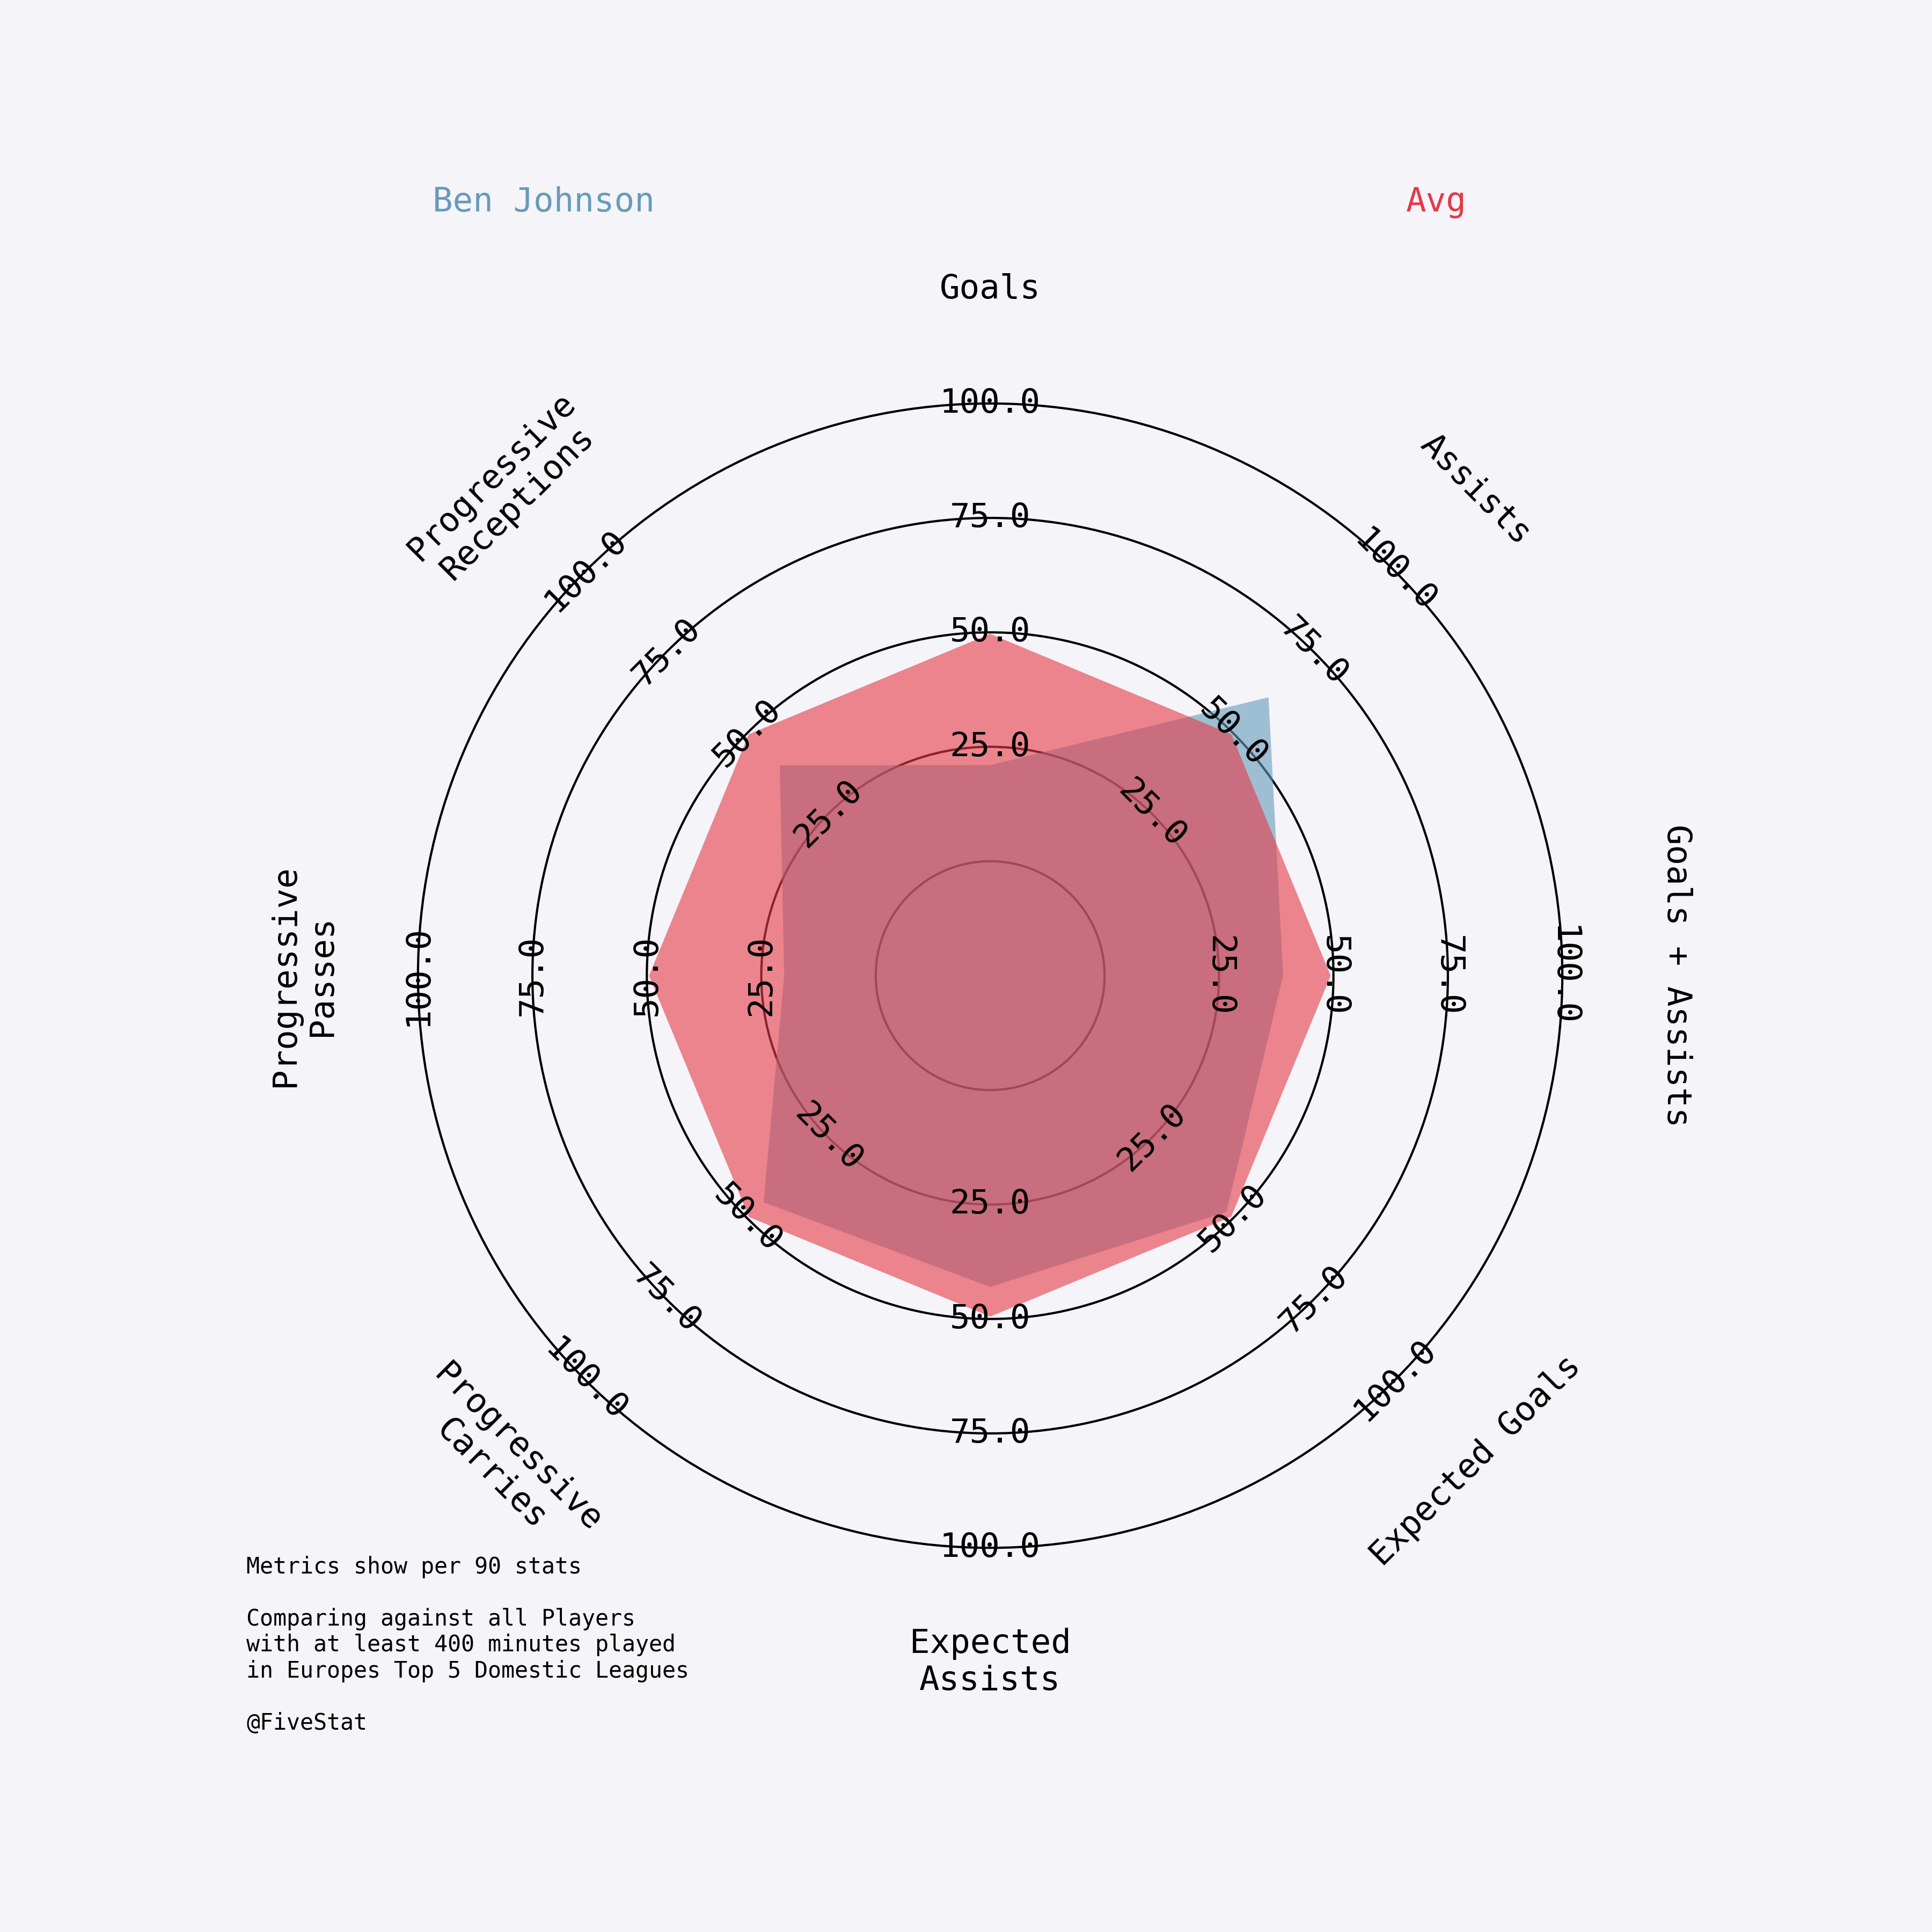 Ben Johnson
Avg
Goals
Assists
Goals + Assists
Expected Goals
Expected
Assists
Progressive
Carries
Progressive
Passes
Progressive
Receptions
25.0
50.0
75.0
100.0
25.0
50.0
75.0
100.0
25.0
50.0
75.0
100.0
25.0
50.0
75.0
100.0
25.0
50.0
75.0
100.0
25.0
50.0
75.0
100.0
25.0
50.0
75.0
100.0
25.0
50.0
75.0
100.0
Metrics show per 90 stats
Comparing against all Players
with at least 400 minutes played
in Europes Top 5 Domestic Leagues
@FiveStat